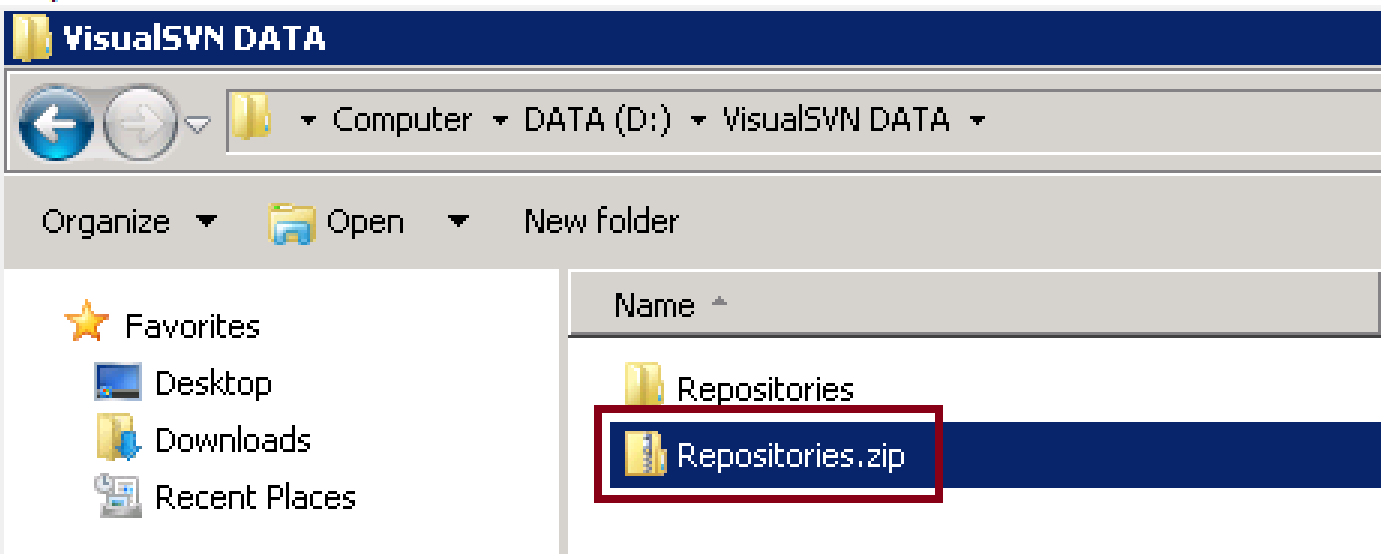 VisualSVN DATA
Computer DATA (D:) VisualSVN DATA
Organize Open New folder
Name
Favorites
Desktop
Downloads
Recent Places
Repositories
Repositories.zip